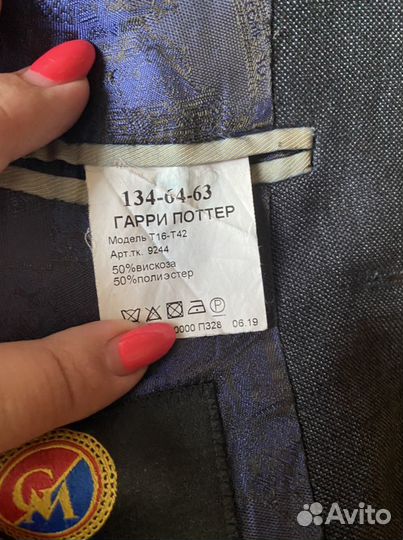 134-64-63
ГАРРИ ПОТТЕР
Модель Т16-Т42
Арт.тк. 9244
50%вискоза
50%полиэстер
P
0000 П328 06.19
GM
Avito